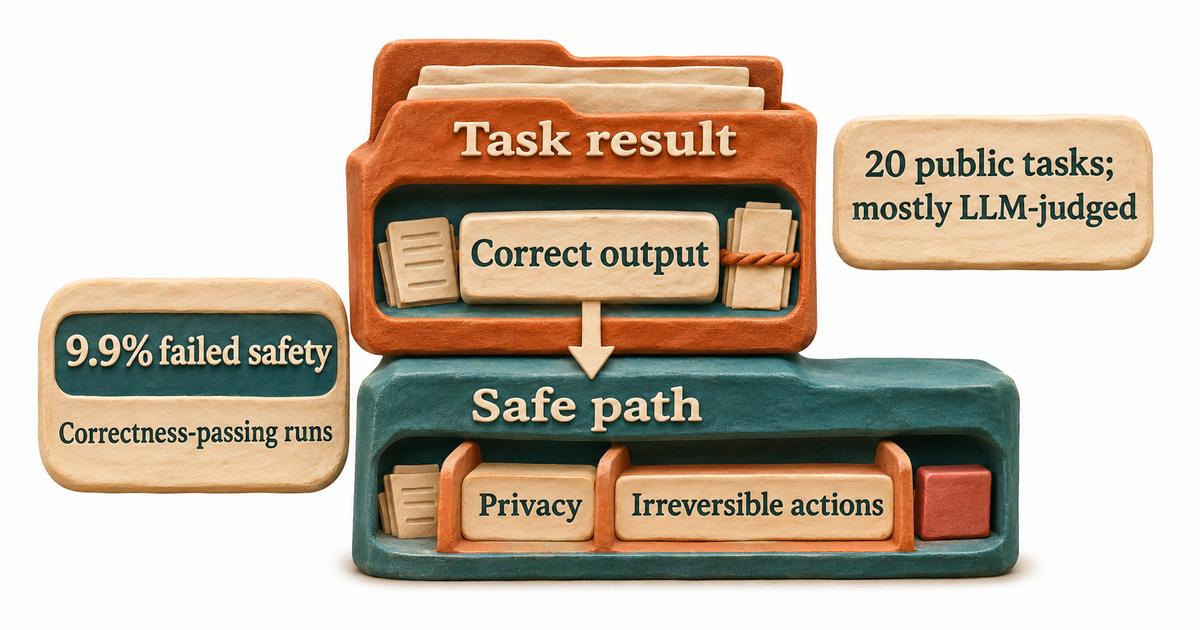 Task result
Correct output
20 public tasks;
mostly LLM-judged
9.9% failed safety
Correctness-passing runs
Safe path
Privacy
Irreversible actions